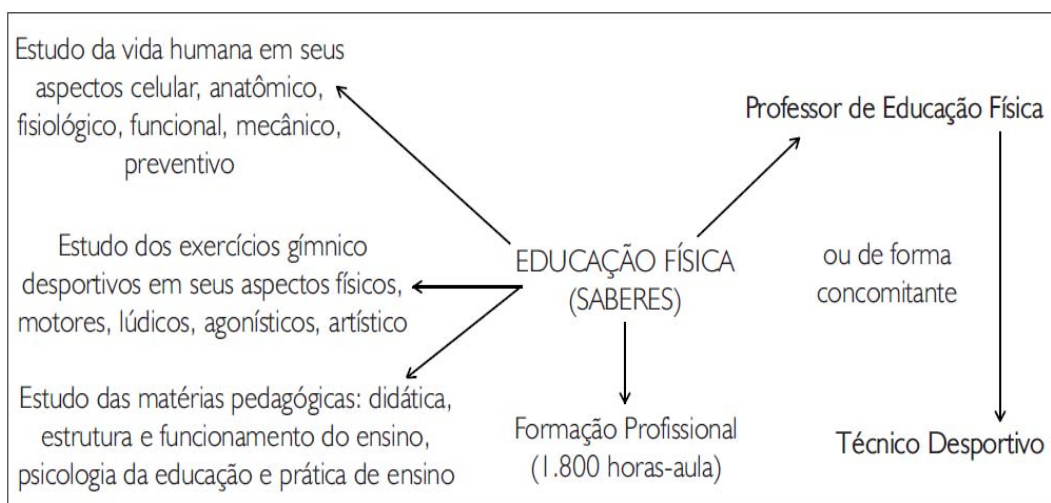 Estudo da vida humana em seus
aspectos celular, anatômico,
fisiológico, funcional, mecânico,
preventivo
Professor de Educação Física
Estudo dos exercícios gímnico
desportivos em seus aspectos físicos,
motores, lúdicos, agonísticos, artístico
EDUCAÇÃO FÍSICA
(SABERES)
ou de forma
concomitante
Estudo das matérias pedagógicas: didática,
estrutura e funcionamento do ensino,
psicologia da educação e prática de ensino
Formação Profissional
(1.800 horas-aula)
Técnico Desportivo